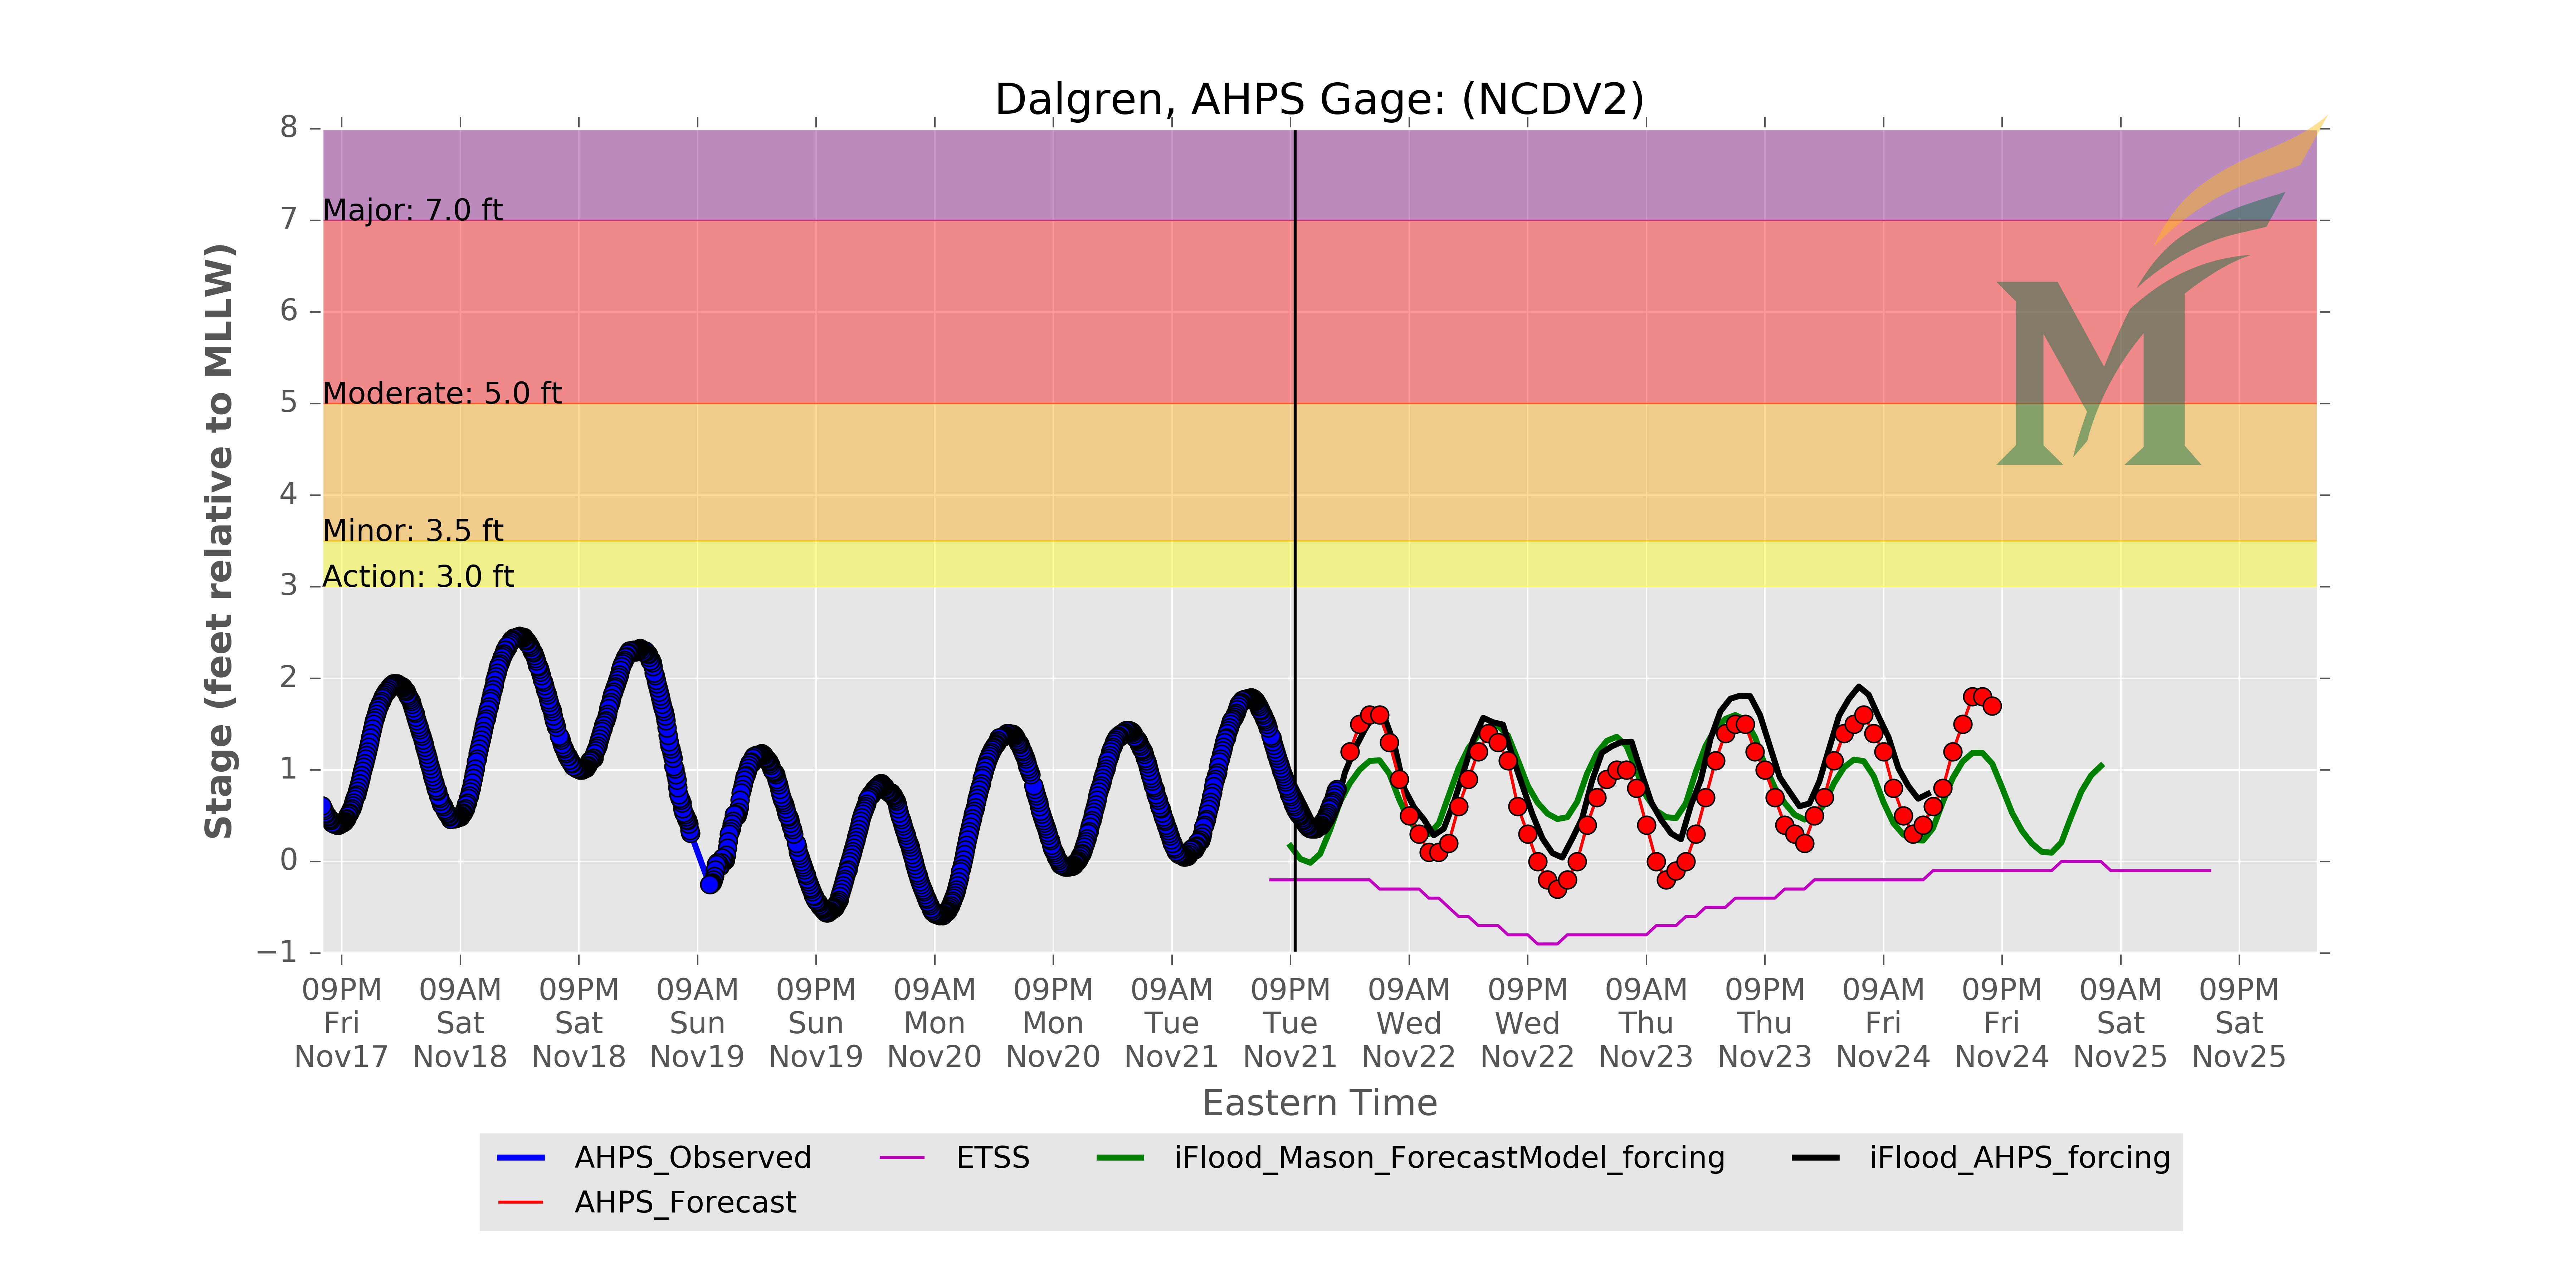 Dalgren, AHPS Gage: (NCDV2)
8
7
6
5
4
3
2
1
0
−1
Stage (feet relative to MLLW)
Major: 7.0 ft
Moderate: 5.0 ft
Minor: 3.5 ft
Action: 3.0 ft
M
09PM 09AM 09PM 09AM 09PM 09AM 09PM 09AM 09PM 09AM 09PM 09AM 09PM 09AM 09PM 09AM 09PM
Fri Sat Sat Sun Sun Mon Mon Tue Tue Wed Wed Thu Thu Fri Fri Sat Sat
Nov17 Nov18 Nov18 Nov19 Nov19 Nov20 Nov20 Nov21 Nov21 Nov22 Nov22 Nov23 Nov23 Nov24 Nov24 Nov25 Nov25
Eastern Time
AHPS_Observed ETSS iFlood_Mason_ForecastModel_forcing iFlood_AHPS_forcing
AHPS_Forecast